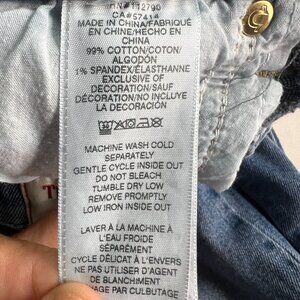 RN#112790
CA#57414
MADE IN CHINA/FABRIQUÉ
EN CHINE/HECHO EN
CHINA
99% COTTON/COTON/
ALGODÓN
1% SPANDEX/ÉLASTHANNE
EXCLUSIVE OF
DECORATION/SAUF
DÉCORATION/NO INCLUYE
LA DECORACIÓN
MACHINE WASH COLD
SEPARATELY
GENTLE CYCLE INSIDE OUT
DO NOT BLEACH
TUMBLE DRY LOW
REMOVE PROMPTLY
LOW IRON INSIDE OUT
LAVER À LA MACHINE À
L'EAU FROIDE
SÉPARÉMENT
CYCLE DÉLICAT À L'ENVERS
NE PAS UTILISER D'AGENT
DE BLANCHIMENT
PAR CULBUTAGE